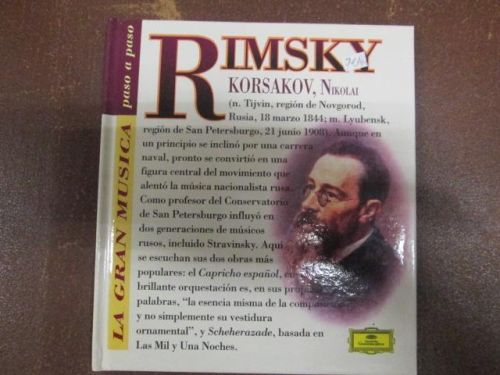 LA GRAN MUSICA paso a paso
RIMSKY
KORSAKOV, NIKOLAI
(n. Tijvin, región de Novgorod,
Rusia, 18 marzo 1844; m. Lyubensk,
región de San Petersburgo, 21 junio 1908). Aunque en
un principio se inclinó por una carrera
naval, pronto se convirtió en una
figura central del movimiento que
alentó la música nacionalista rusa.
Como profesor del Conservatorio
de San Petersburgo influyó en
dos generaciones de músicos
rusos, incluido Stravinsky. Aquí
se escuchan sus dos obras más
populares: el Capricho español, cu
brillante orquestación es, en sus
palabras, “la esencia misma de la
y no simplemente su vestidura
ornamental”, y Scheherazade, basada en
Las Mil y Una Noches.